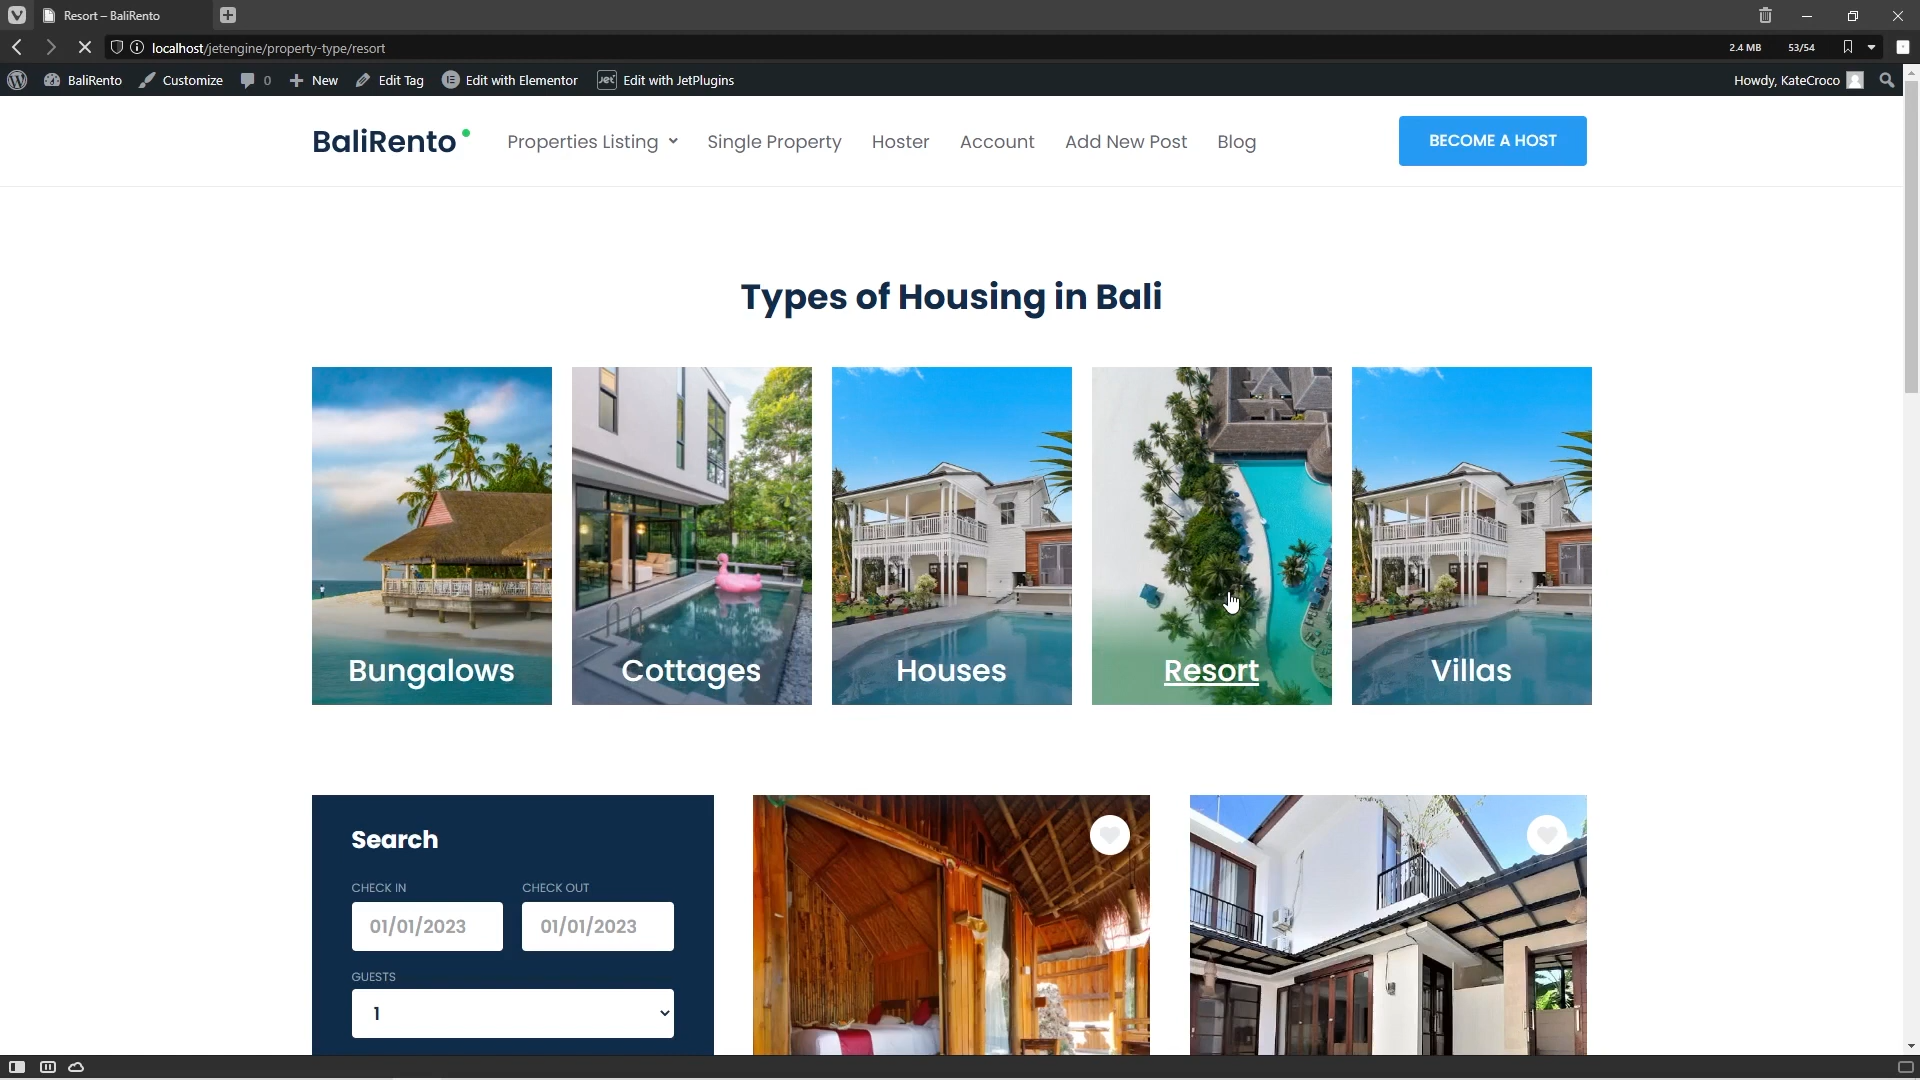 Resort – BaliRento
localhost/jetengine/property-type/resort
2.4 MB
53/54
BaliRento
Customize
0
New
Edit Tag
Edit with Elementor
Jet
Edit with JetPlugins
Howdy, KateCroco
BaliRento
Properties Listing
Single Property
Hoster
Account
Add New Post
Blog
BECOME A HOST
Types of Housing in Bali
Bungalows
Cottages
Houses
Resort
Villas
Search
CHECK IN
CHECK OUT
01/01/2023
01/01/2023
GUESTS
1